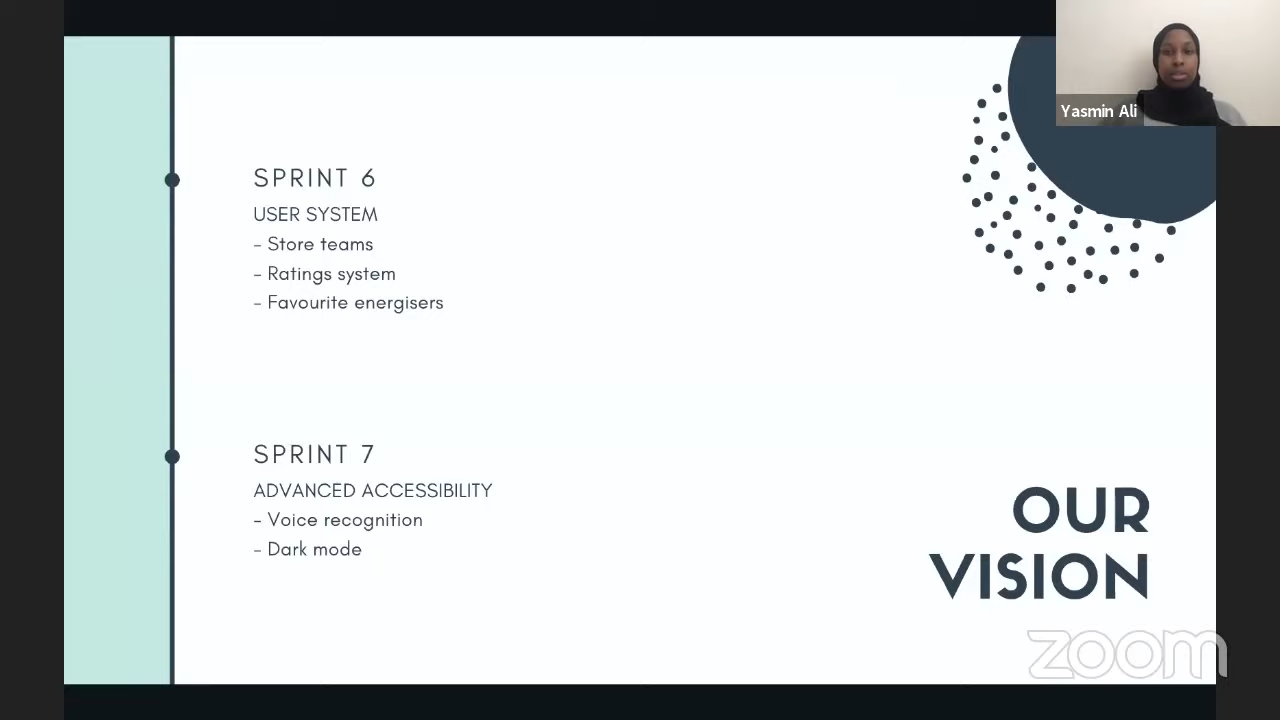 Yasmin Ali
SPRINT 6
USER SYSTEM
- Store teams
- Ratings system
- Favourite energisers
SPRINT 7
ADVANCED ACCESSIBILITY
- Voice recognition
- Dark mode
OUR
VISION
zoom